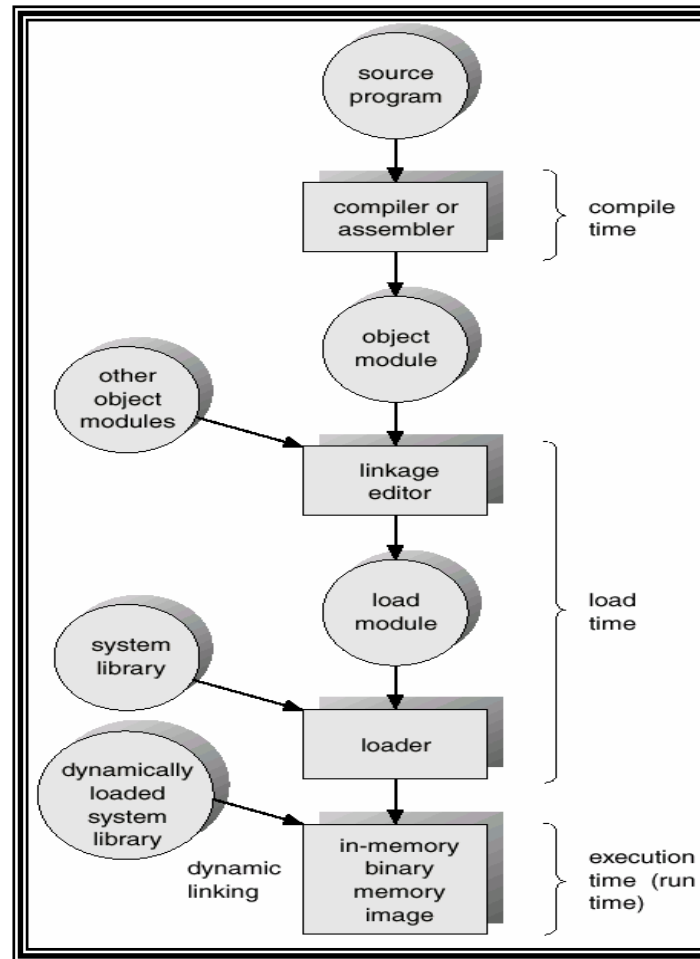 source
program
compiler or
assembler
compile
time
object
module
other
object
modules
linkage
editor
load
module
load
time
system
library
loader
dynamically
loaded
system
library
dynamic
linking
in-memory
binary
memory
image
execution
time (run
time)